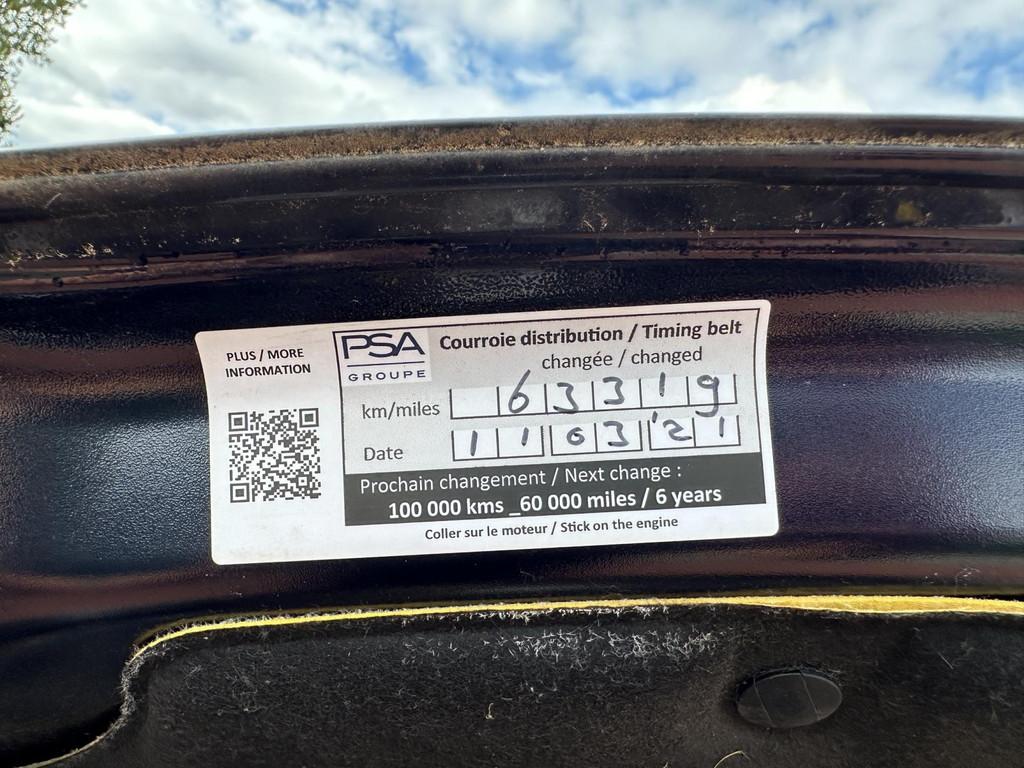 PLUS / MORE
INFORMATION
PSA
GROUPE
Courroie distribution / Timing belt
changée / changed
km/miles 63319
Date 11 03 21
Prochain changement / Next change :
100 000 kms _60 000 miles / 6 years
Coller sur le moteur / Stick on the engine